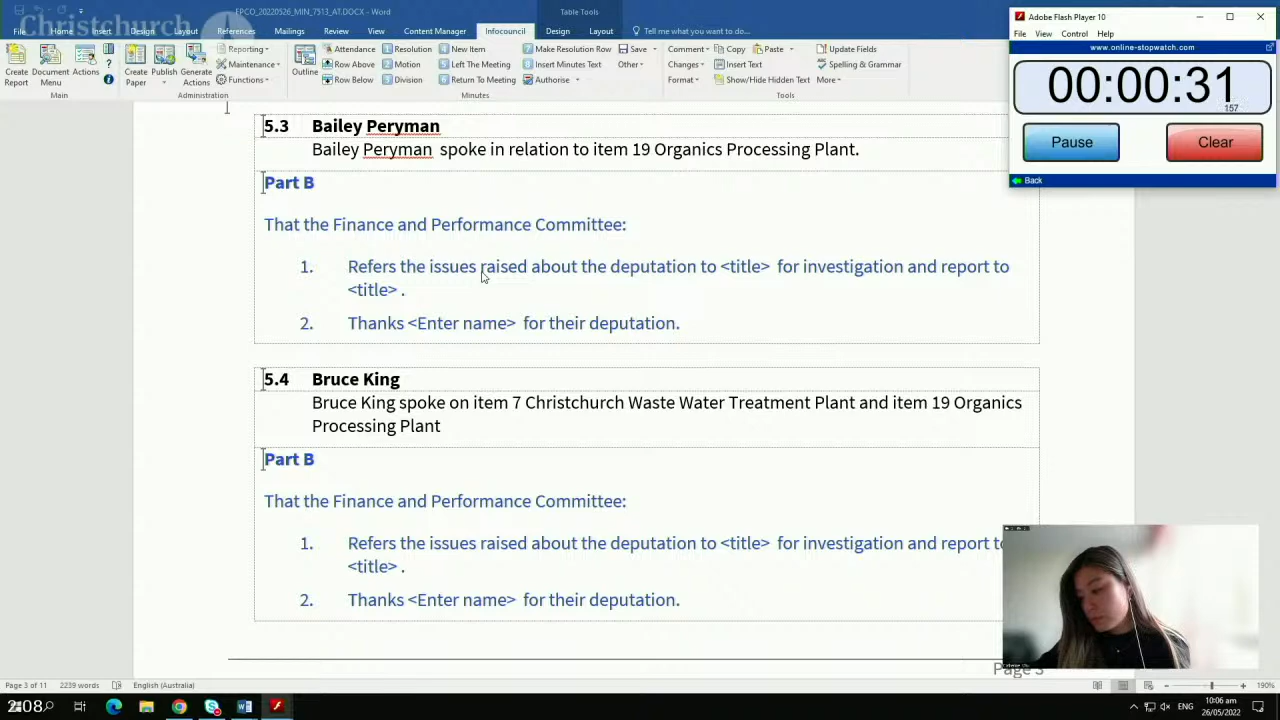 Christchurch
FPCO_20220526_MIN_7513_AT.DOCX - Word
Table Tools
File Home Insert Design Layout References Mailings Review View Content Manager Infocouncil Design Layout Tell me what you want to do...
Create Report
Document Menu
Actions
Main
Create Paper
Publish
Generate Actions
Reporting
Maintenance
Functions
Administration
Outline
Attendance
Row Above
Row Below
Resolution
Motion
Division
New Item
Left The Meeting
Return To Meeting
Make Resolution Row
Insert Minutes Text
Authorise
Save
Other
Minutes
Comment
Changes
Format
Copy
Paste
Insert Text
Show/Hide Hidden Text
Update Fields
Spelling & Grammar
More
Tools
Adobe Flash Player 10
File View Control Help
www.online-stopwatch.com
00:00:31
157
Pause Clear
Back
5.3 Bailey Peryman
Bailey Peryman spoke in relation to item 19 Organics Processing Plant.
Part B
That the Finance and Performance Committee:
1. Refers the issues raised about the deputation to <title> for investigation and report to
<title> .
2. Thanks <Enter name> for their deputation.
5.4 Bruce King
Bruce King spoke on item 7 Christchurch Waste Water Treatment Plant and item 19 Organics
Processing Plant
Part B
That the Finance and Performance Committee:
1. Refers the issues raised about the deputation to <title> for investigation and report to
<title> .
2. Thanks <Enter name> for their deputation.
Page 3
Page 3 of 11 2239 words English (Australia)
190%
2:08
ENG
10:06 am
26/05/2022